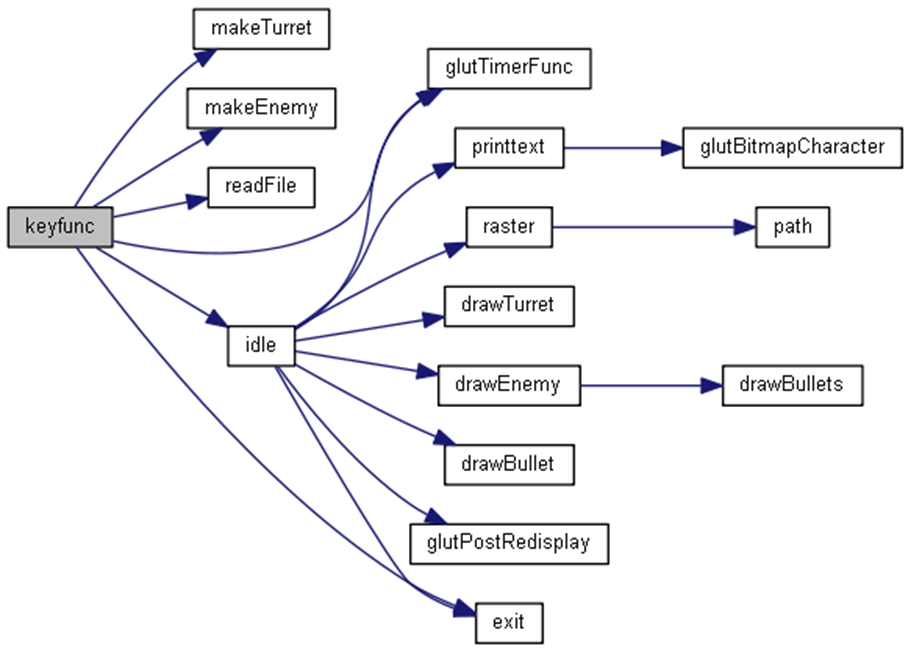 makeTurret
glutTimerFunc
makeEnemy
printtext
glutBitmapCharacter
readFile
keyfunc
raster
path
drawTurret
idle
drawEnemy
drawBullets
drawBullet
glutPostRedisplay
exit